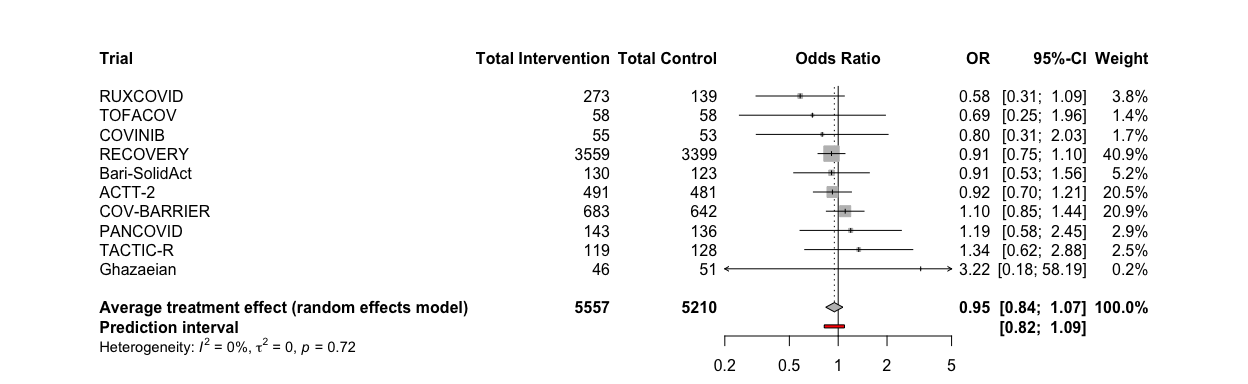 Trial Total Intervention Total Control Odds Ratio OR 95%-CI Weight
RUXCOVID 273 139 0.58 [0.31; 1.09] 3.8%
TOFACOV 58 58 0.69 [0.25; 1.96] 1.4%
COVINIB 55 53 0.80 [0.31; 2.03] 1.7%
RECOVERY 3559 3399 0.91 [0.75; 1.10] 40.9%
Bari-SolidAct 130 123 0.91 [0.53; 1.56] 5.2%
ACTT-2 491 481 0.92 [0.70; 1.21] 20.5%
COV-BARRIER 683 642 1.10 [0.85; 1.44] 20.9%
PANCOVID 143 136 1.19 [0.58; 2.45] 2.9%
TACTIC-R 119 128 1.34 [0.62; 2.88] 2.5%
Ghazaeian 46 51 3.22 [0.18; 58.19] 0.2%
Average treatment effect (random effects model) 5557 5210 0.95 [0.84; 1.07] 100.0%
Prediction interval [0.82; 1.09]
Heterogeneity: I² = 0%, τ² = 0, p = 0.72
0.2 0.5 1 2 5